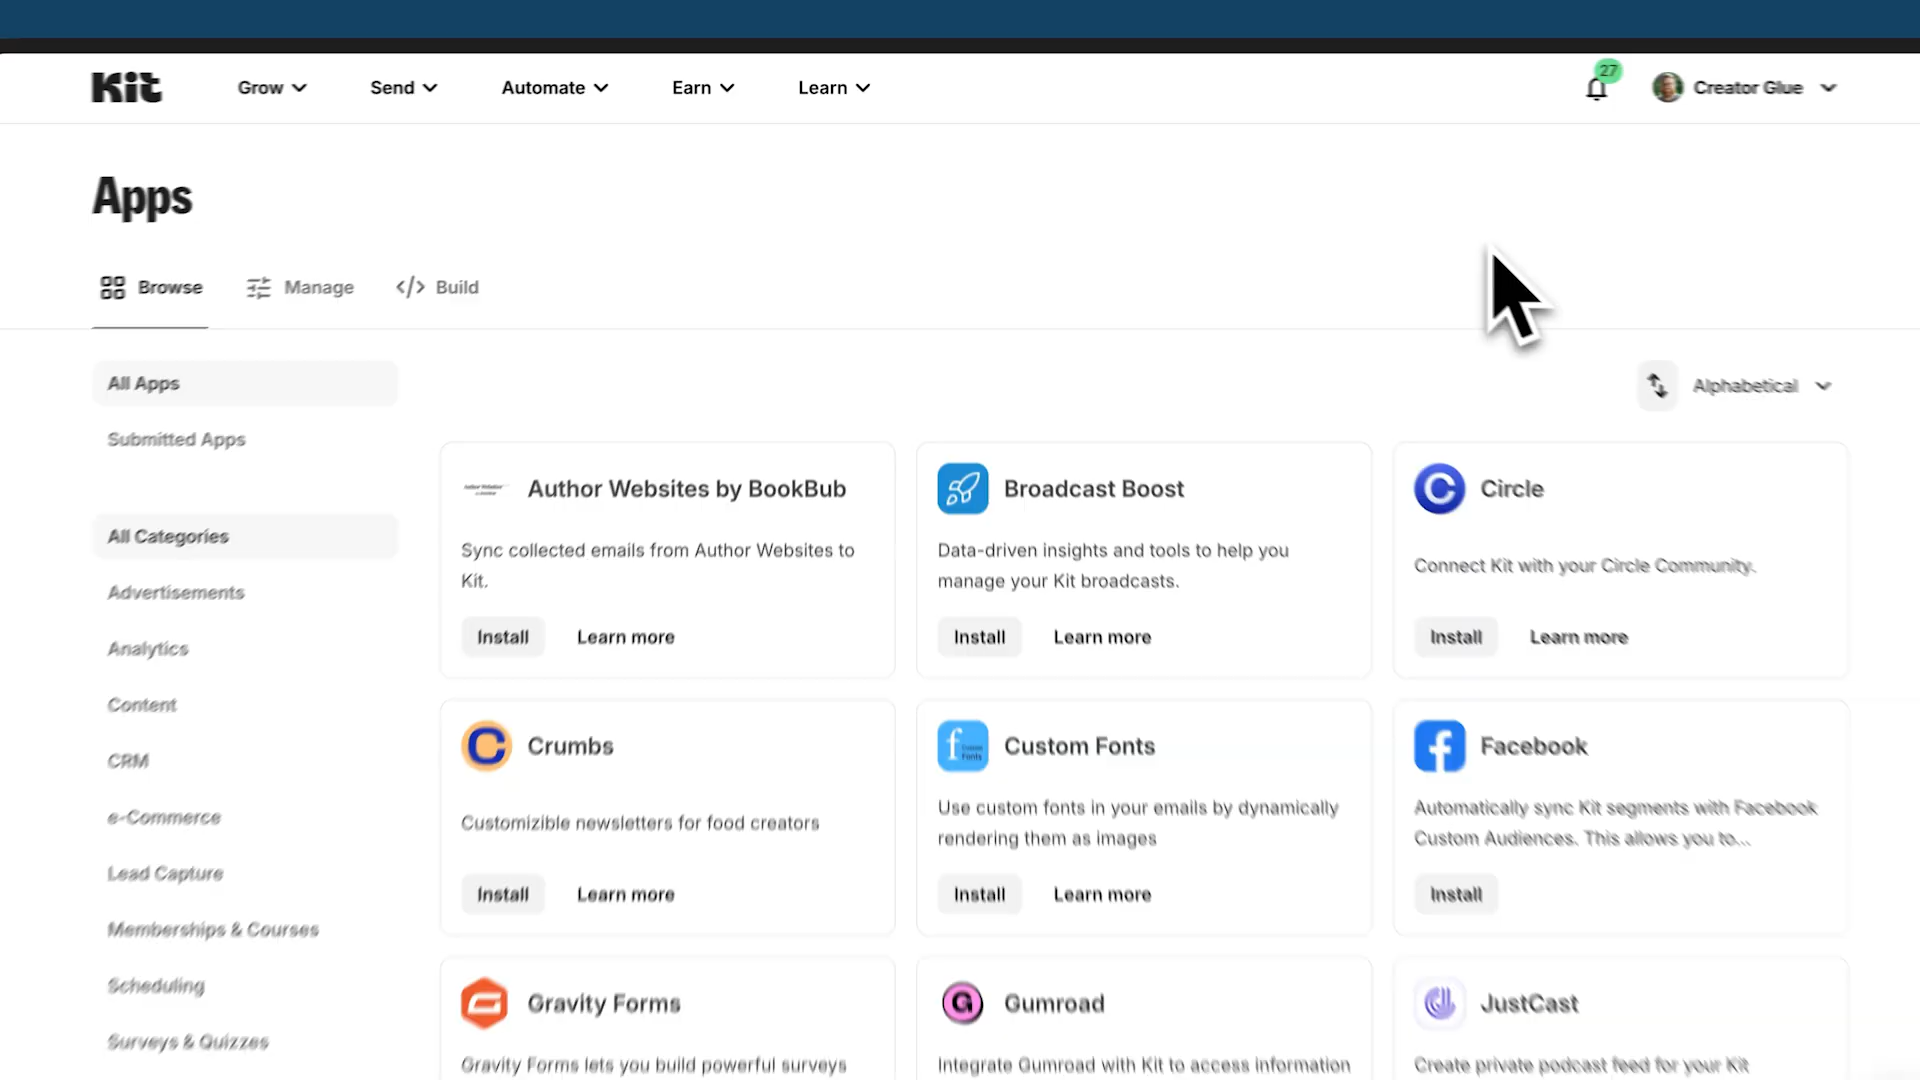 Kit
Grow
Send
Automate
Earn
Learn
27
Creator Glue
Apps
Browse
Manage
Build
All Apps
Submitted Apps
Alphabetical
All Categories
Advertisements
Analytics
Content
CRM
e-Commerce
Lead Capture
Memberships & Courses
Scheduling
Surveys & Quizzes
Author Websites by BookBub
Sync collected emails from Author Websites to
Kit.
Install
Learn more
Broadcast Boost
Data-driven insights and tools to help you
manage your Kit broadcasts.
Install
Learn more
Circle
Connect Kit with your Circle Community.
Install
Learn more
Crumbs
Customizible newsletters for food creators
Install
Learn more
Custom Fonts
Use custom fonts in your emails by dynamically
rendering them as images
Install
Learn more
Facebook
Automatically sync Kit segments with Facebook
Custom Audiences. This allows you to...
Install
Gravity Forms
Gravity Forms lets you build powerful surveys
Gumroad
Integrate Gumroad with Kit to access information
JustCast
Create private podcast feed for your Kit